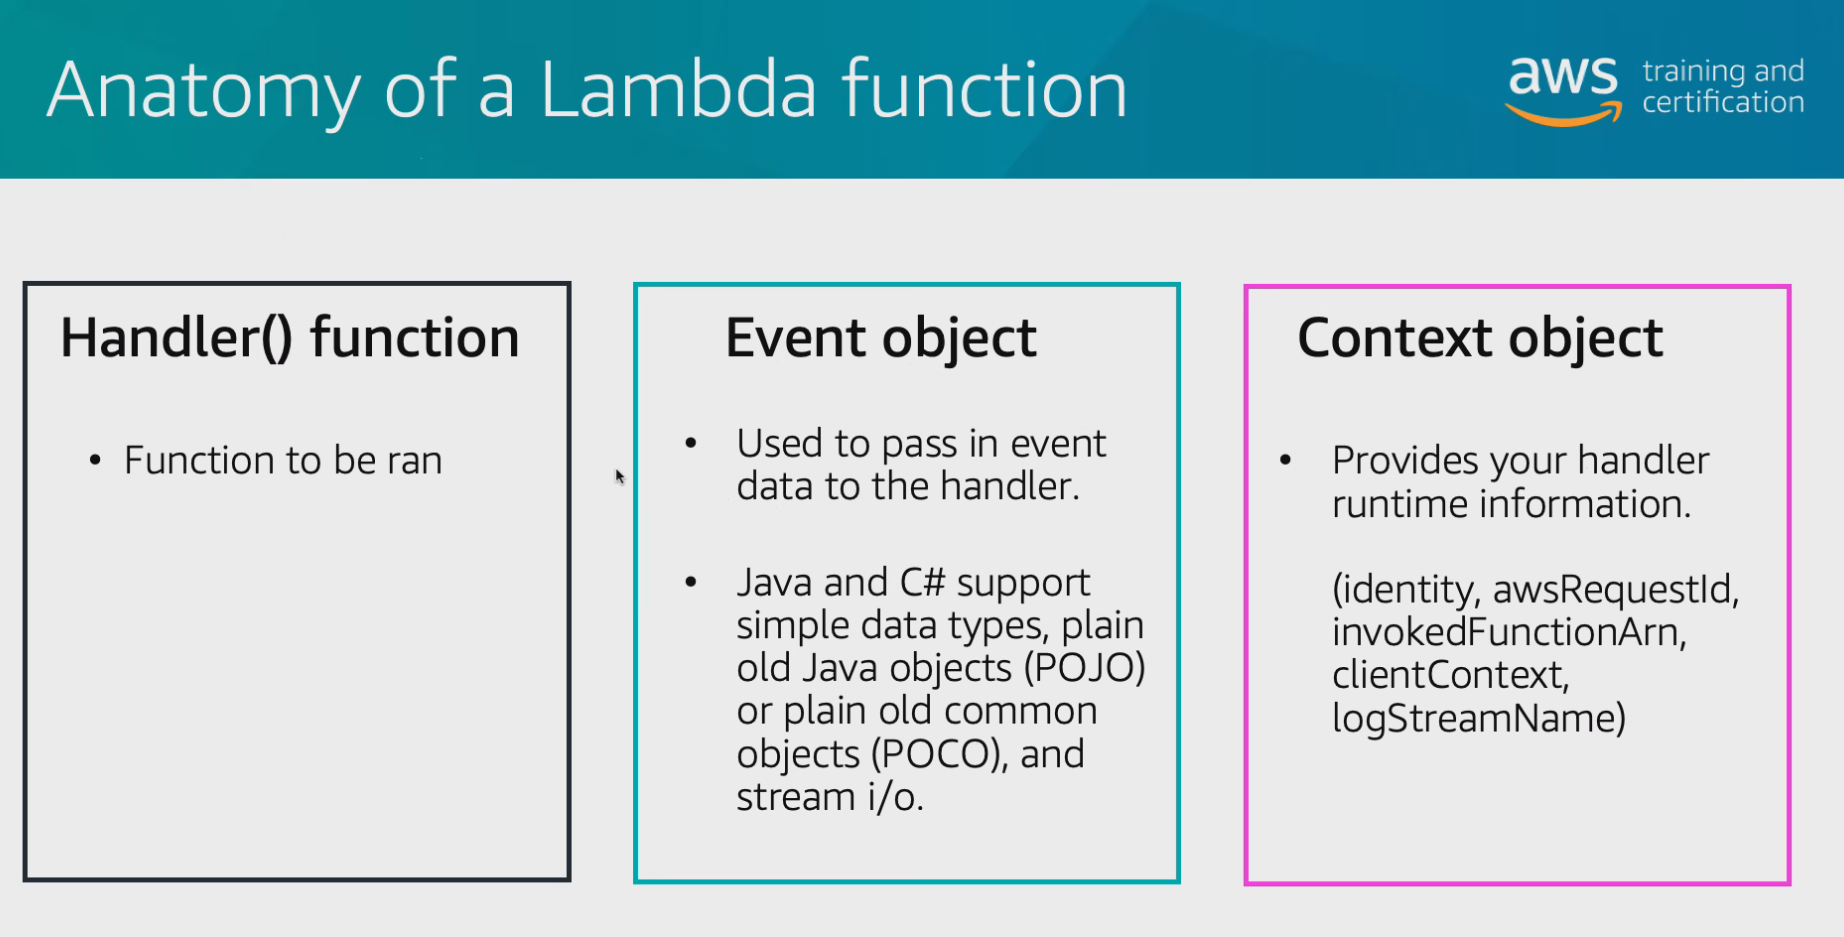 Anatomy of a Lambda function
aws training and
certification
Handler() function
• Function to be ran
Event object
• Used to pass in event
data to the handler.
• Java and C# support
simple data types, plain
old Java objects (POJO)
or plain old common
objects (POCO), and
stream i/o.
Context object
• Provides your handler
runtime information.
(identity, awsRequestId,
invokedFunctionArn,
clientContext,
logStreamName)